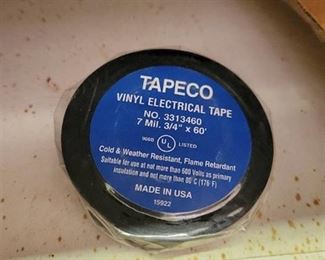 TAPECO
VINYL ELECTRICAL TAPE
NO. 3313460
7 Mil. 3/4" x 60'
UL LISTED
Cold & Weather Resistant, Flame Retardant
Suitable for use at not more than 600 Volts as primary
insulation and not more than 80°C (176°F)
MADE IN USA
15922